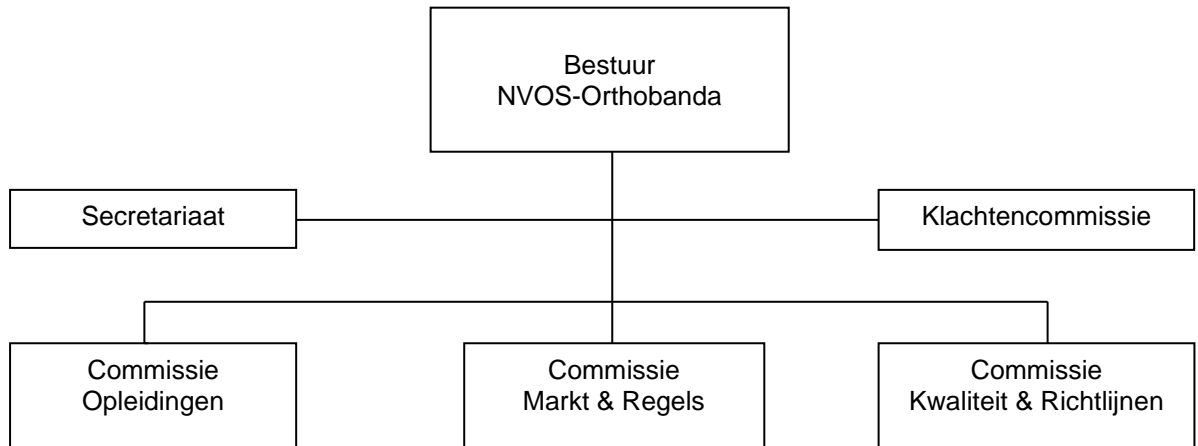 Bestuur
NVOS-Orthobanda
Secretariaat
Klachtencommissie
Commissie
Opleidingen
Commissie
Markt & Regels
Commissie
Kwaliteit & Richtlijnen